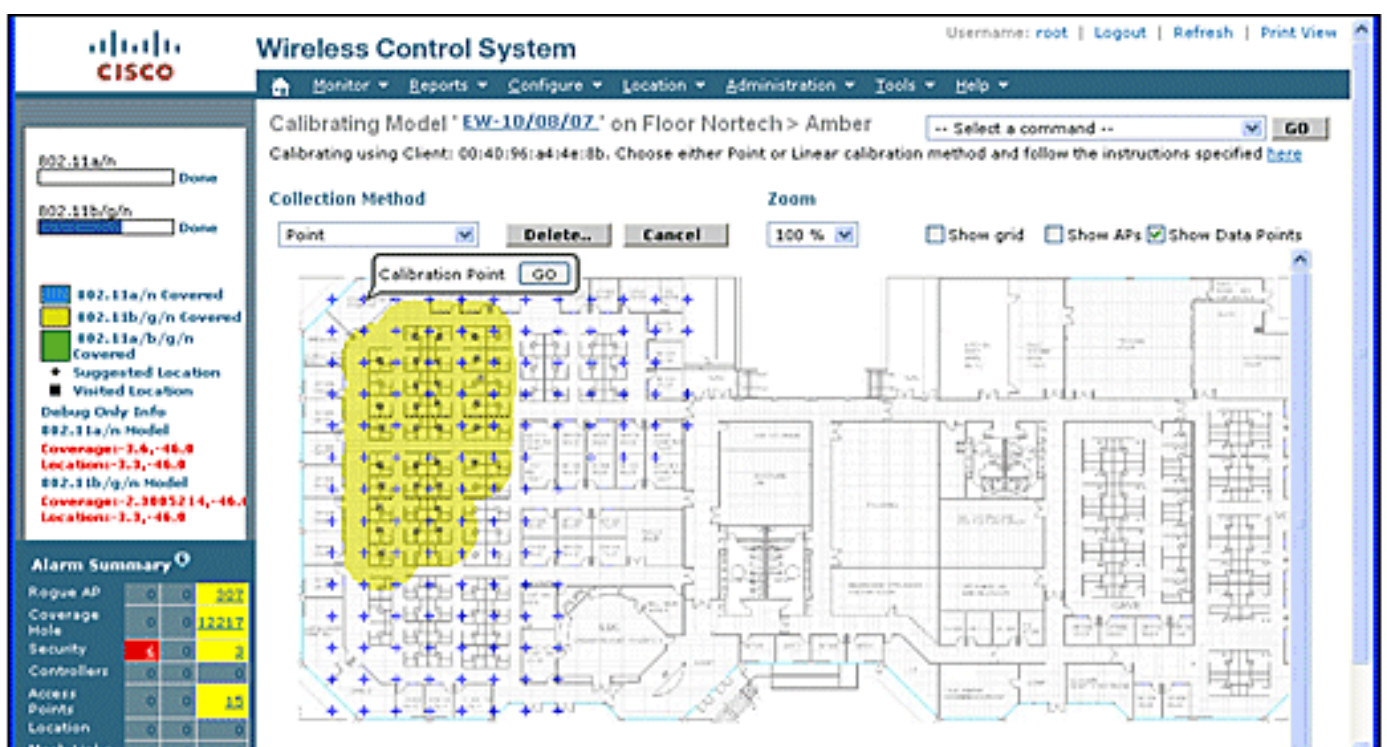 Username: root | Logout | Refresh | Print View
CISCO
Wireless Control System
Monitor Reports Configure Location Administration Tools Help
Calibrating Model ' EW-10/08/07 ' on Floor Nortech > Amber
-- Select a command -- GO
Calibrating using Client: 00:40:96:a4:4e:8b. Choose either Point or Linear calibration method and follow the instructions specified here
802.11a/n
Done
802.11b/g/n
Done
Collection Method
Zoom
Point Delete.. Cancel 100 % Show grid Show APs Show Data Points
Calibration Point GO
802.11a/n Covered
802.11b/g/n Covered
802.11a/b/g/n
Covered
Suggested Location
Visited Location
Debug Only Info
802.11a/n Model
Coverage:-3.6,-46.0
Location:-3.3,-46.0
802.11b/g/n Model
Coverage:-2.3005214,-46.
Location:-3.3,-46.0
Alarm Summary
Rogue AP 0 0 207
Coverage
Hole 0 0 12217
Security 6 0 3
Controllers 0 0 0
Access
Points 0 0 15
Location 0 0 0